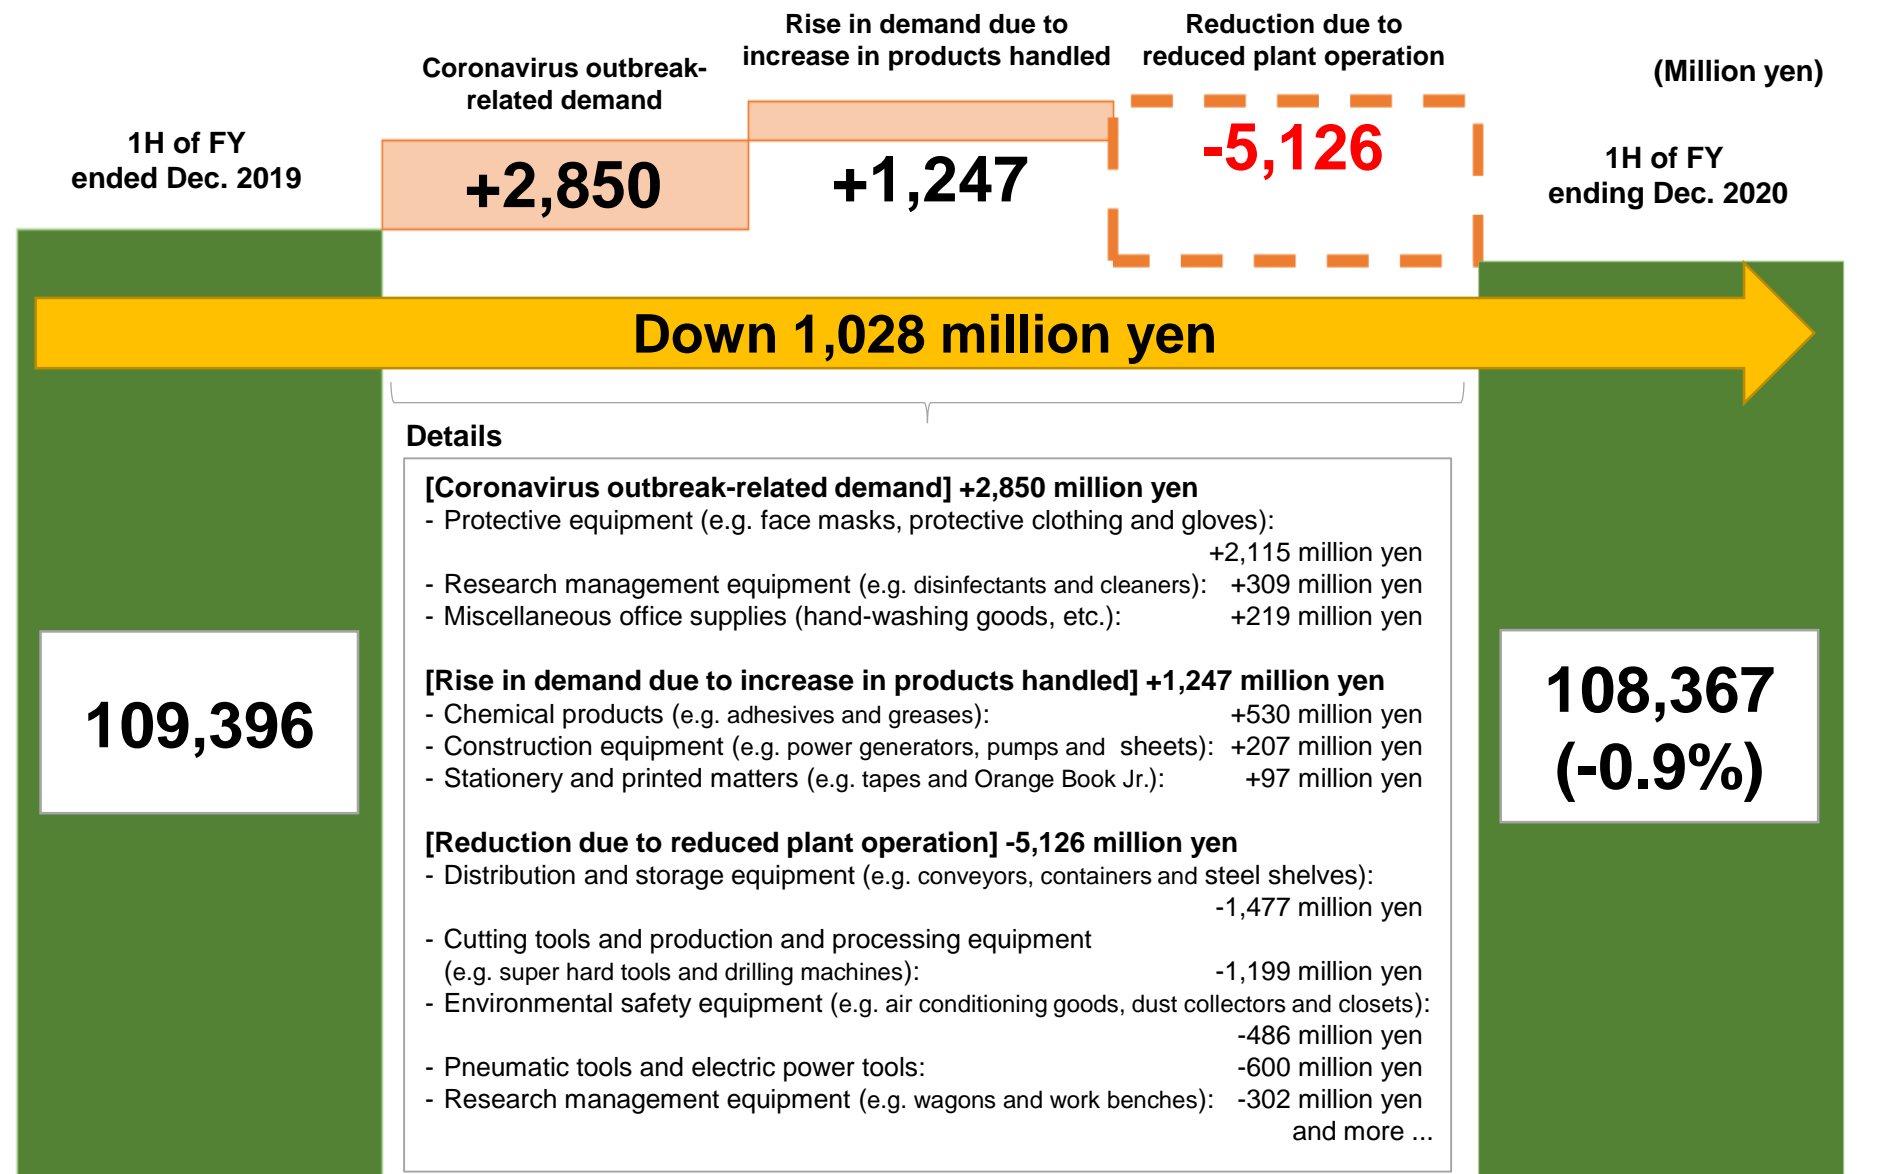 Coronavirus outbreak-
related demand
Rise in demand due to
increase in products handled
Reduction due to
reduced plant operation
(Million yen)
1H of FY
ended Dec. 2019
+2,850
+1,247
-5,126
1H of FY
ending Dec. 2020
Down 1,028 million yen
109,396
Details
[Coronavirus outbreak-related demand] +2,850 million yen
- Protective equipment (e.g. face masks, protective clothing and gloves):
+2,115 million yen
- Research management equipment (e.g. disinfectants and cleaners): +309 million yen
- Miscellaneous office supplies (hand-washing goods, etc.): +219 million yen
[Rise in demand due to increase in products handled] +1,247 million yen
- Chemical products (e.g. adhesives and greases): +530 million yen
- Construction equipment (e.g. power generators, pumps and sheets): +207 million yen
- Stationery and printed matters (e.g. tapes and Orange Book Jr.): +97 million yen
[Reduction due to reduced plant operation] -5,126 million yen
- Distribution and storage equipment (e.g. conveyors, containers and steel shelves):
-1,477 million yen
- Cutting tools and production and processing equipment
(e.g. super hard tools and drilling machines): -1,199 million yen
- Environmental safety equipment (e.g. air conditioning goods, dust collectors and closets):
-486 million yen
- Pneumatic tools and electric power tools: -600 million yen
- Research management equipment (e.g. wagons and work benches): -302 million yen
and more ...
108,367
(-0.9%)